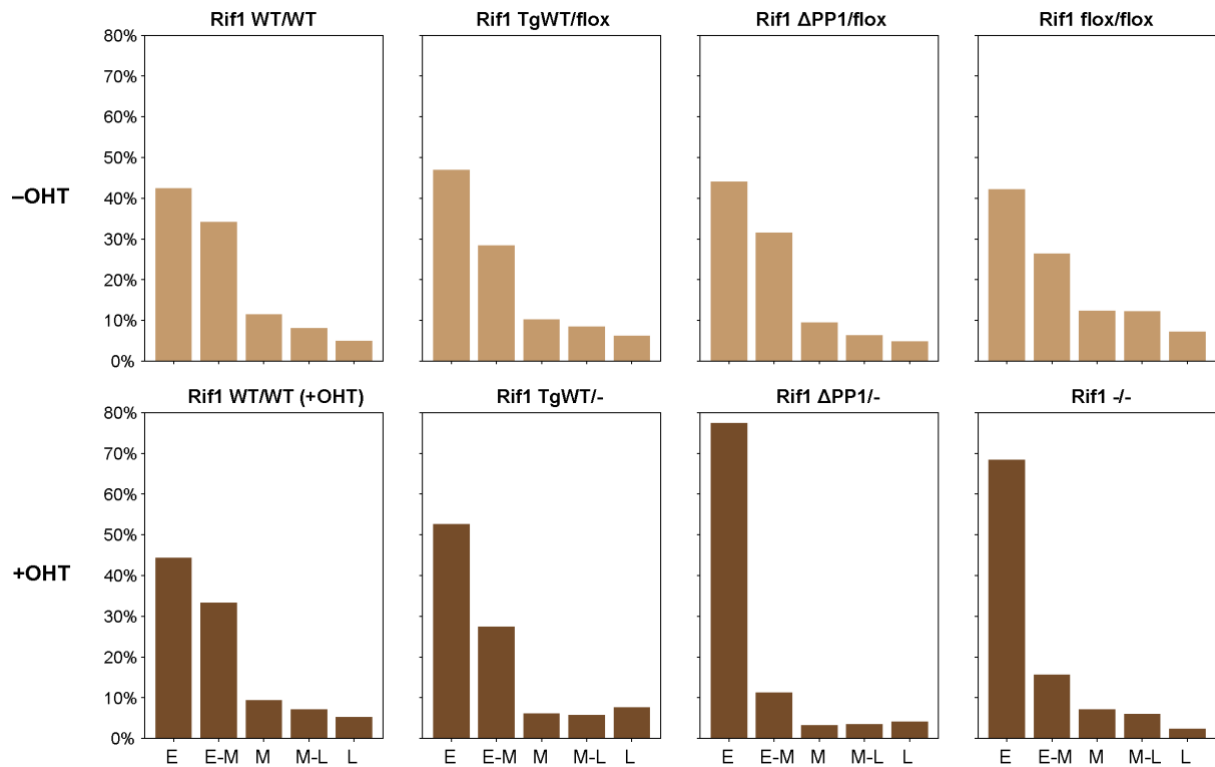 Rif1 WT/WT
Rif1 TgWT/flox
Rif1 ΔPP1/flox
Rif1 flox/flox
–OHT
80%
70%
60%
50%
40%
30%
20%
10%
0%
Rif1 WT/WT (+OHT)
Rif1 TgWT/-
Rif1 ΔPP1/-
Rif1 -/-
+OHT
80%
70%
60%
50%
40%
30%
20%
10%
0%
E E-M M M-L L
E E-M M M-L L
E E-M M M-L L
E E-M M M-L L